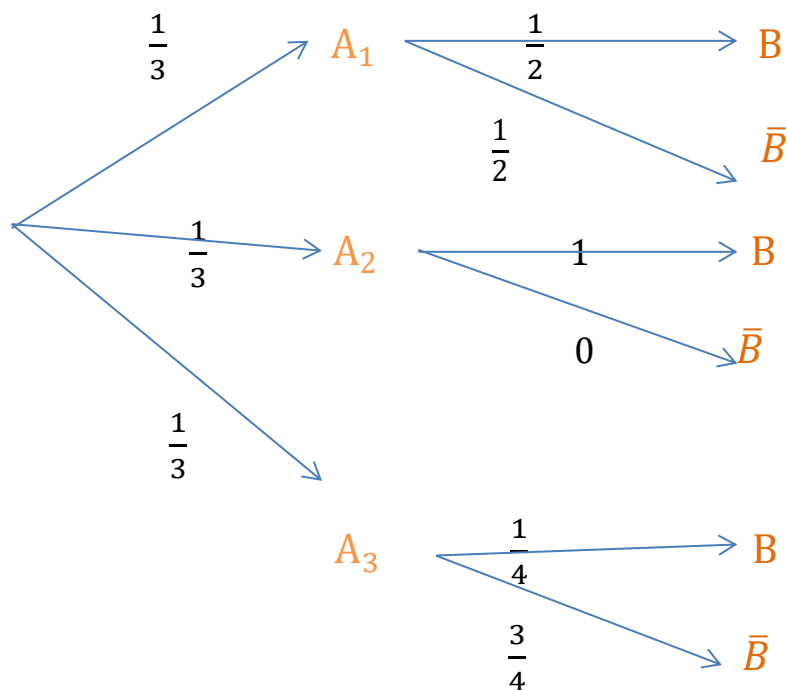 1/3 A₁ 1/2 B
1/2 B̅
1/3 A₂ 1 B
0 B̅
1/3
A₃ 1/4 B
3/4 B̅